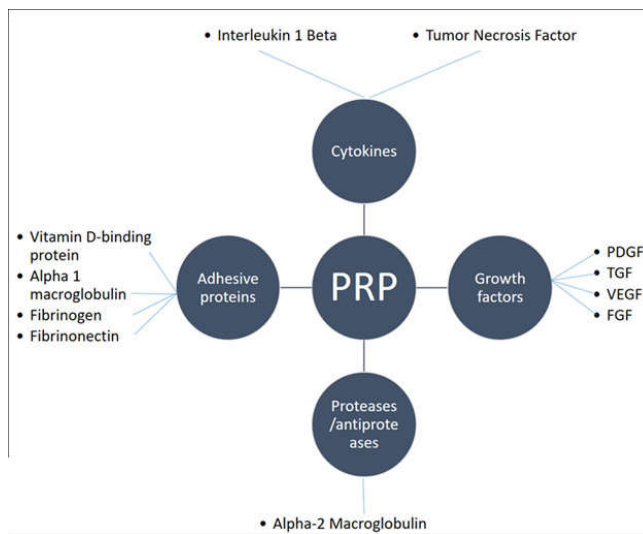 • Interleukin 1 Beta
• Tumor Necrosis Factor
Cytokines
• Vitamin D-binding
protein
• Alpha 1
macroglobulin
• Fibrinogen
• Fibrinonectin
Adhesive
proteins
PRP
Growth
factors
• PDGF
• TGF
• VEGF
• FGF
Proteases
/antiprote
ases
• Alpha-2 Macroglobulin